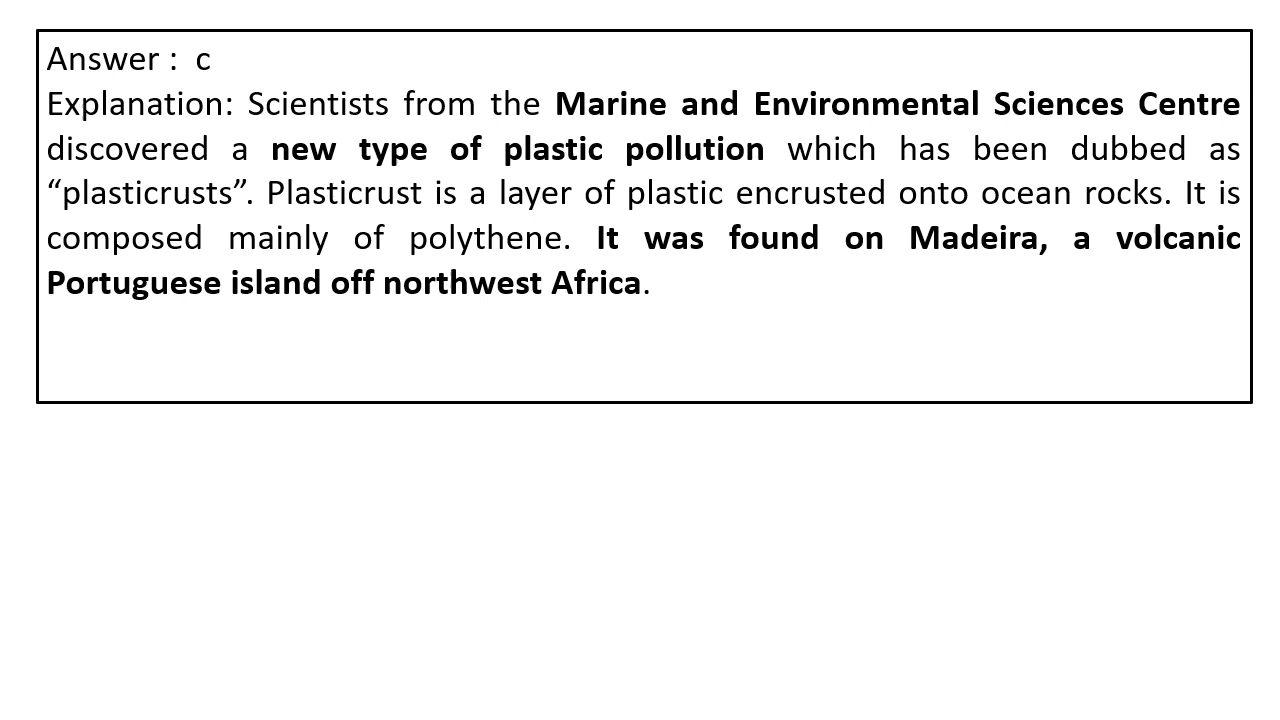 Answer :  c
Explanation: Scientists from the Marine and Environmental Sciences Centre
discovered a new type of plastic pollution which has been dubbed as
“plasticrusts”. Plasticrust is a layer of plastic encrusted onto ocean rocks. It is
composed mainly of polythene. It was found on Madeira, a volcanic
Portuguese island off northwest Africa.